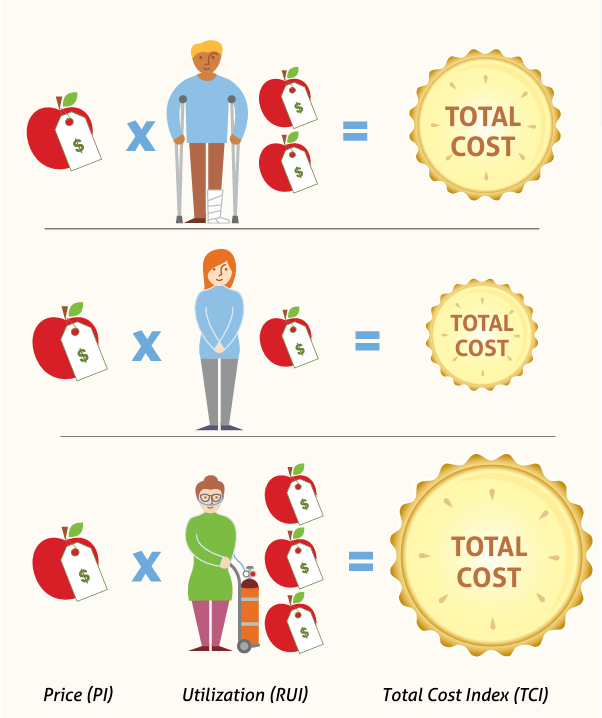 $
x
$
$
=
TOTAL
COST
$
x
$
=
TOTAL
COST
$
x
$
$
$
=
TOTAL
COST
Price (PI)
Utilization (RUI)
Total Cost Index (TCI)